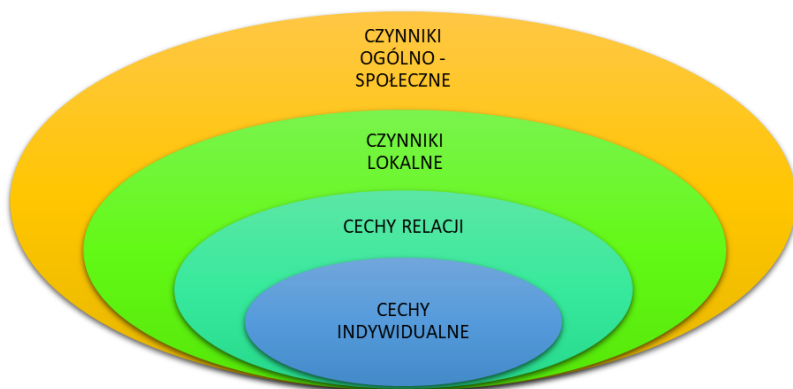 CZYNNIKI
OGÓLNO -
SPOŁECZNE
CZYNNIKI
LOKALNE
CECHY RELACJI
CECHY
INDYWIDUALNE